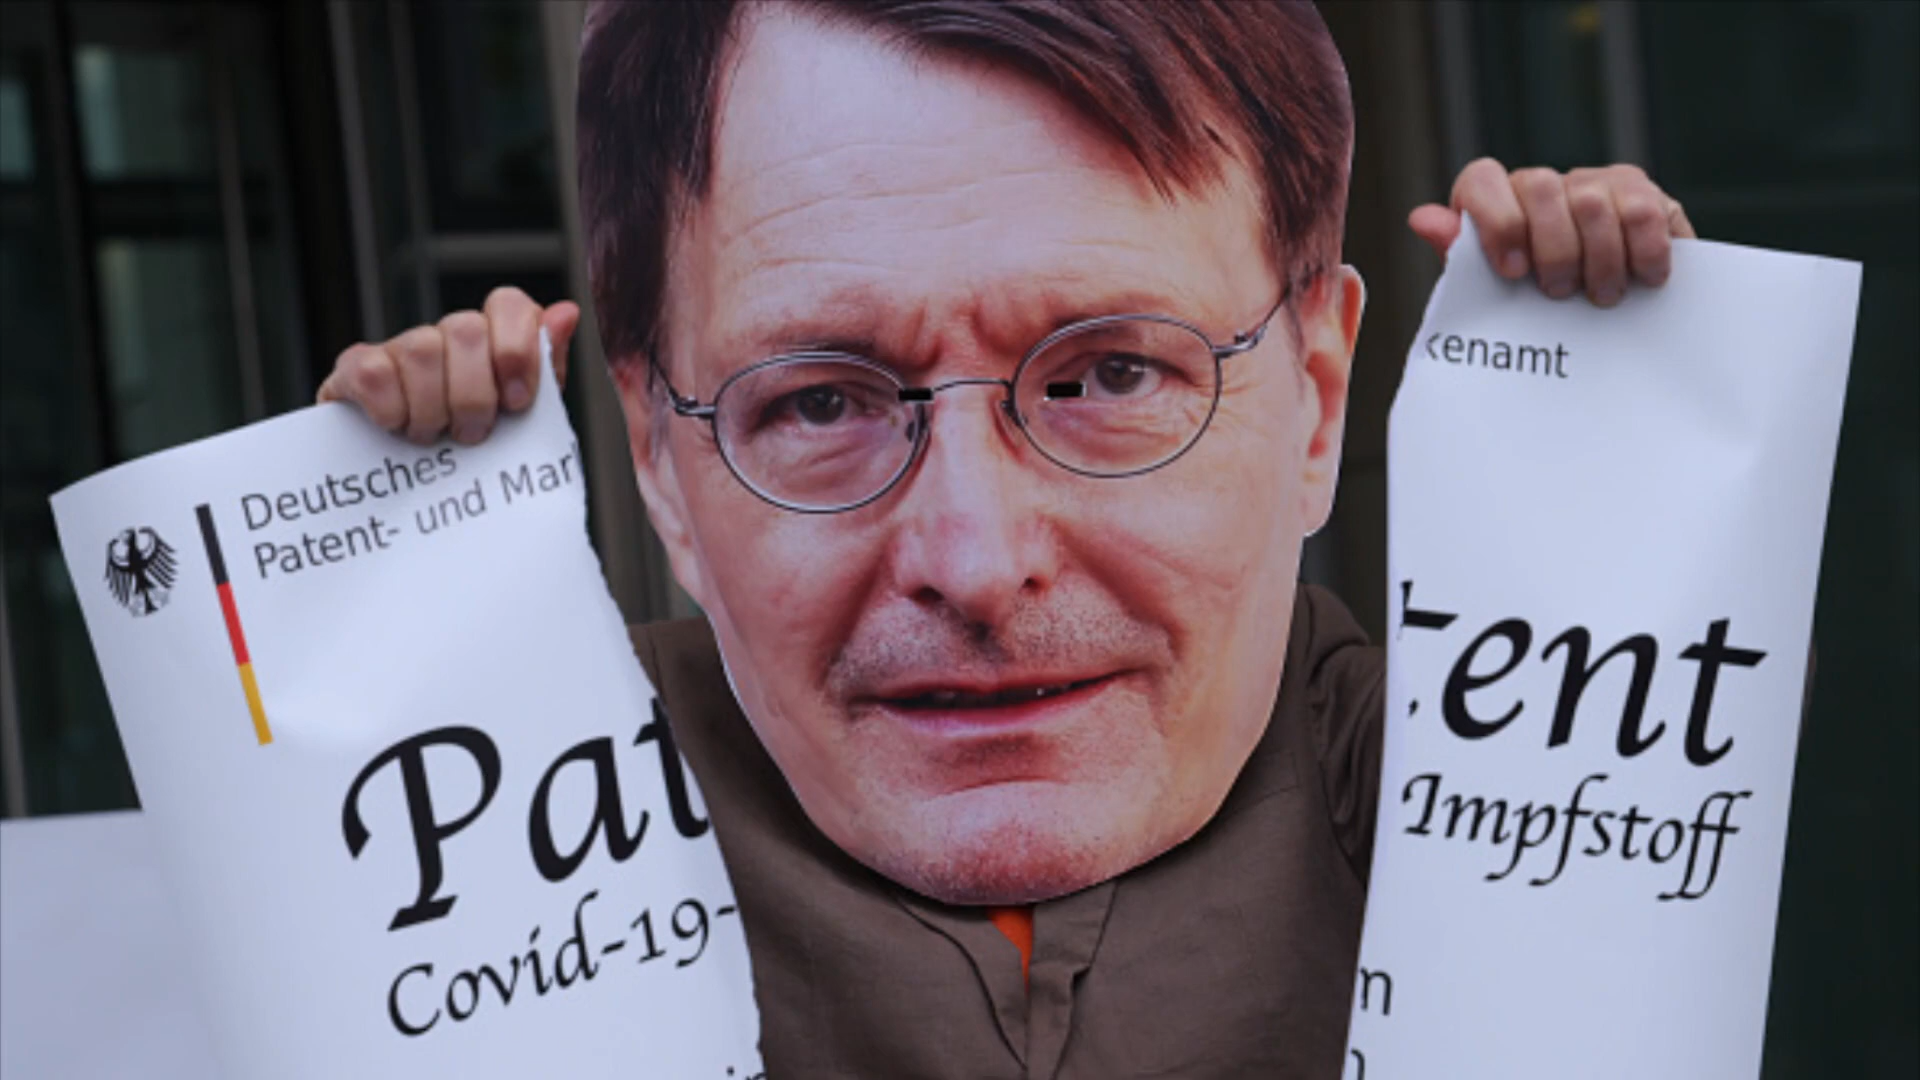 Deutsches
Patent- und Mar
kenamt
Pat
tent
Covid-19-
Impfstoff